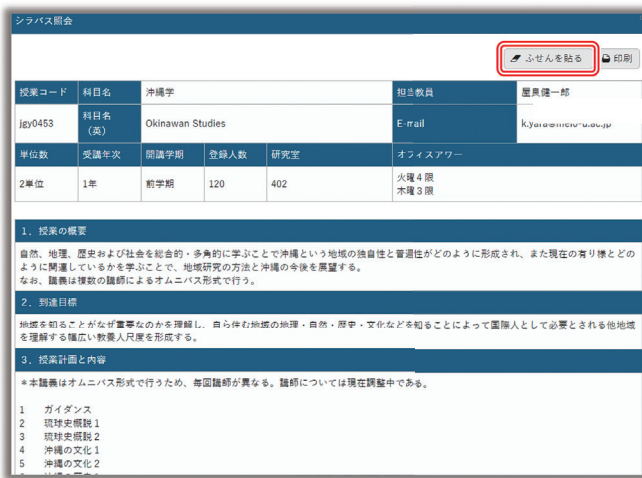 シラバス照会
ふせんを貼る 印刷
授業コード 科目名 沖縄学 担当教員 屋良健一郎
jgy0453 科目名（英） Okinawan Studies E-mail
単位数 受講年次 開講学期 登録人数 研究室 オフィスアワー
2単位 1年 前学期 120 402 火曜4限
木曜3限
1．授業の概要
自然、地理、歴史および社会を総合的・多角的に学ぶことで沖縄という地域の独自性と普遍性がどのように形成され、また現在の有り様とどの
ように関連しているかを学ぶことで、地域研究の方法と沖縄の今後を展望する。
なお、講義は複数の講師によるオムニバス形式で行う。
2．到達目標
地域を知ることがなぜ重要なのかを理解し、自ら住む地域の地理・自然・歴史・文化などを知ることによって国際人として必要とされる他地域
を理解する幅広い教養人尺度を形成する。
3．授業計画と内容
＊本講義はオムニバス形式で行うため、毎回講師が異なる。講師については現在調整中である。
1 ガイダンス
2 琉球史概説1
3 琉球史概説2
4 沖縄の文化1
5 沖縄の文化2